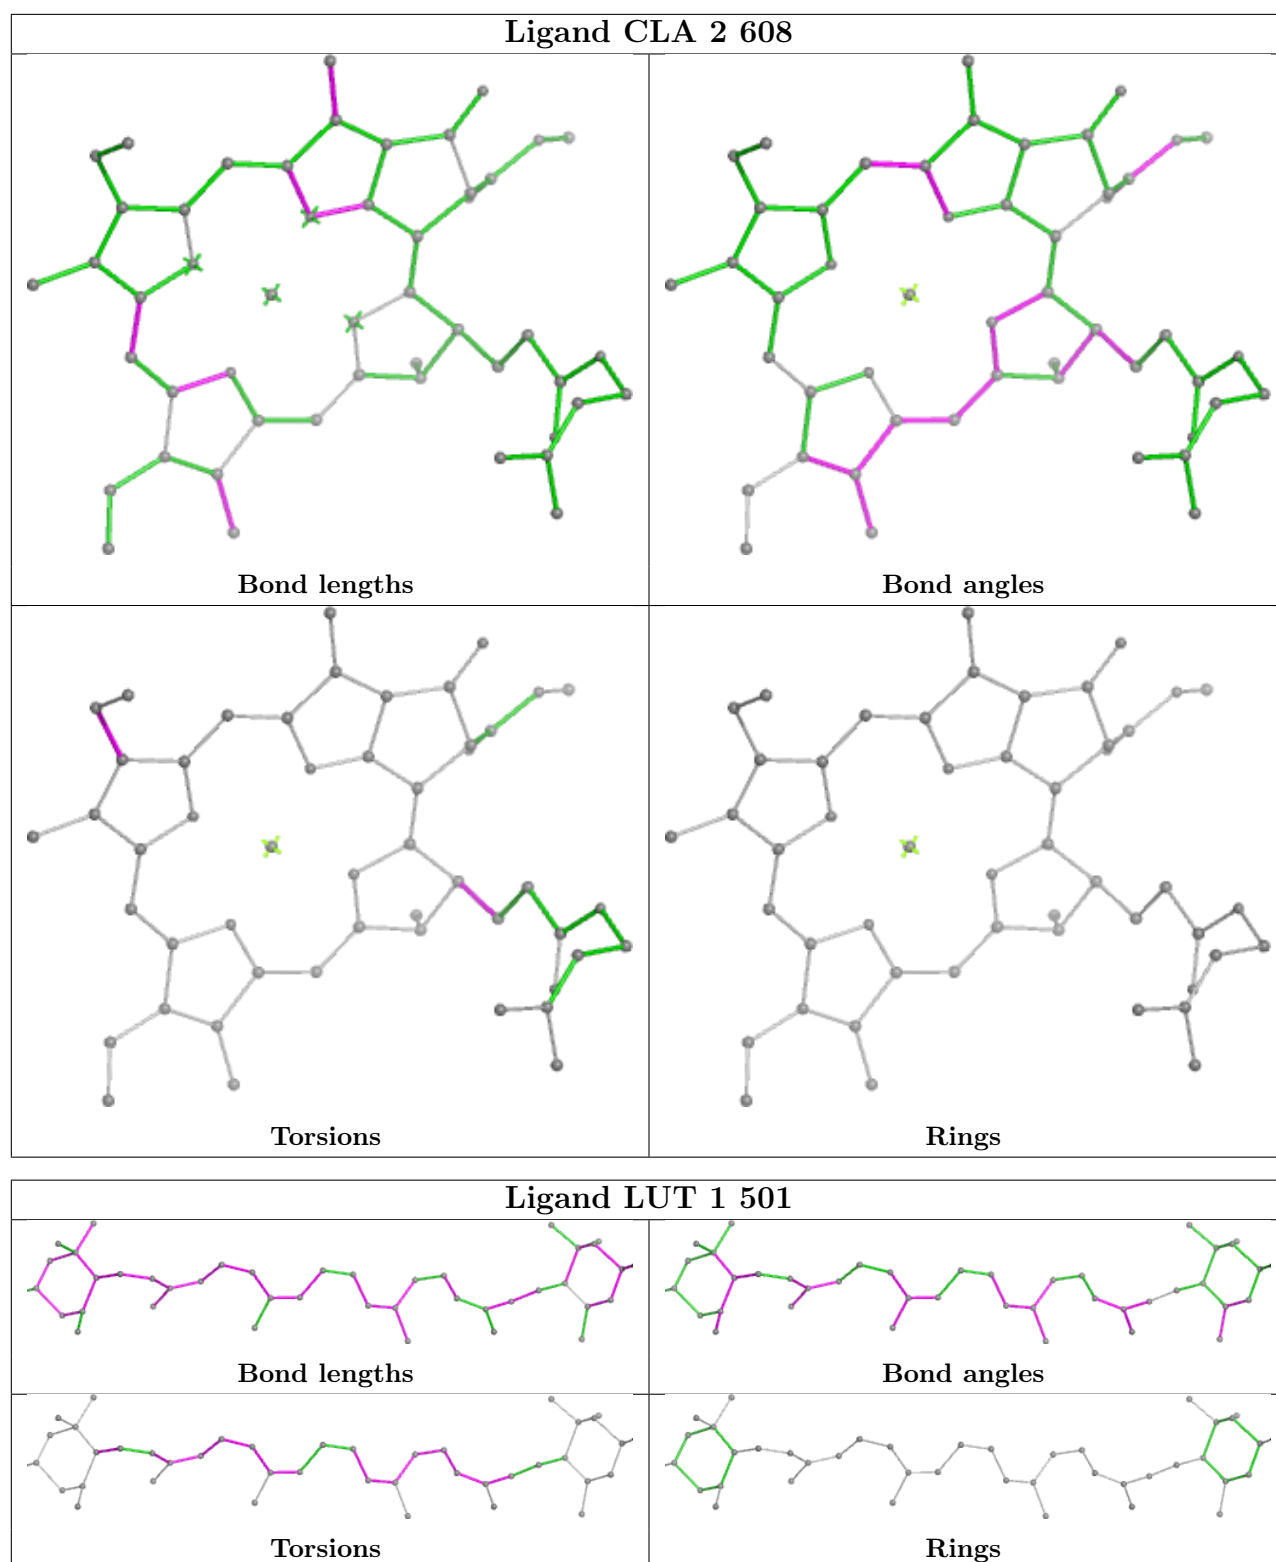 Ligand CLA 2 608
Bond lengths
Bond angles
Torsions
Rings
Ligand LUT 1 501
Bond lengths
Bond angles
Torsions
Rings